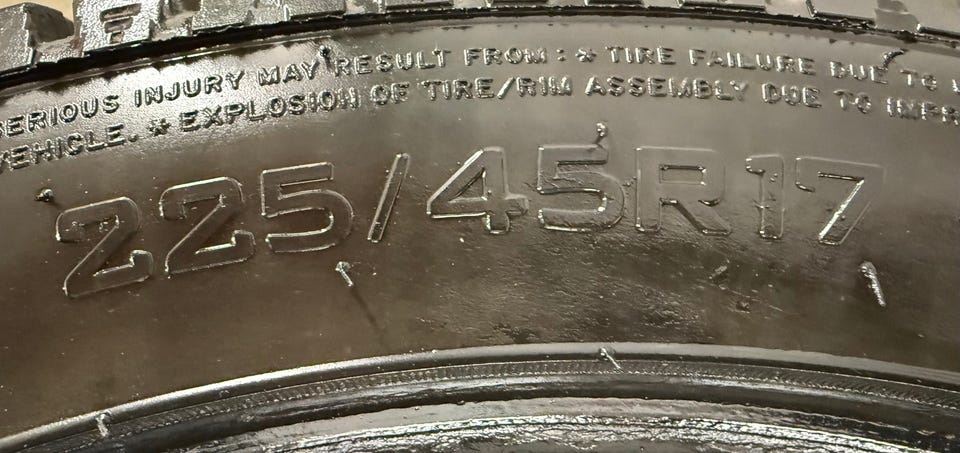 SERIOUS INJURY MAY RESULT FROM: * TIRE FAILURE DUE TO
VEHICLE. * EXPLOSION OF TIRE/RIM ASSEMBLY DUE TO
225/45R17